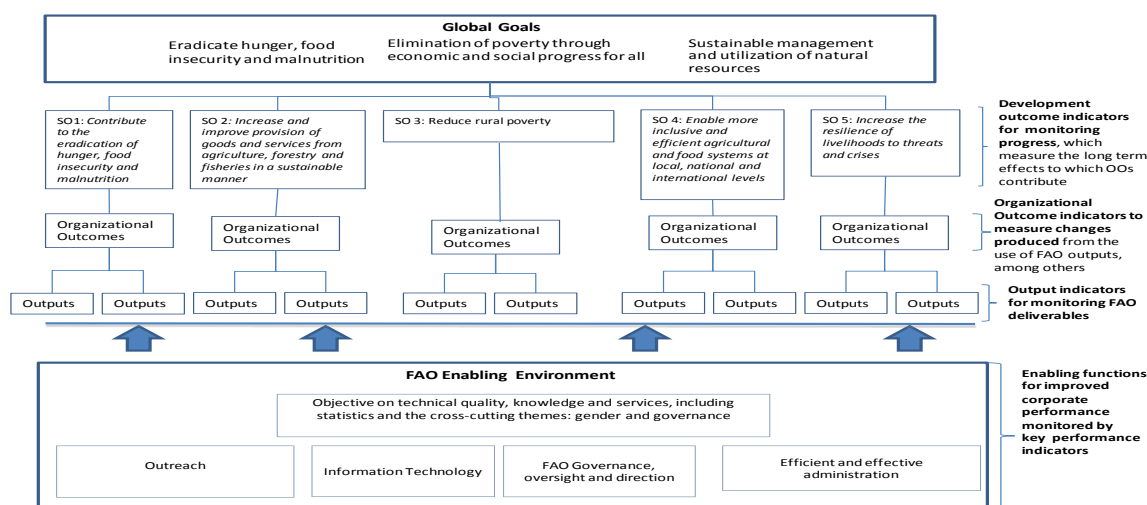 Global Goals
Eradicate hunger, food
insecurity and malnutrition
Elimination of poverty through
economic and social progress for all
Sustainable management
and utilization of natural
resources
SO1: Contribute
to the
eradication of
hunger, food
insecurity and
malnutrition
SO 2: Increase and
improve provision of
goods and services from
agriculture, forestry and
fisheries in a sustainable
manner
SO 3: Reduce rural poverty
SO 4: Enable more
inclusive and
efficient agricultural
and food systems at
local, national and
international levels
SO 5: Increase the
resilience of
livelihoods to threats
and crises
Development
outcome indicators
for monitoring
progress, which
measure the long term
effects to which OOs
contribute
Organizational
Outcomes
Organizational
Outcomes
Organizational
Outcomes
Organizational
Outcomes
Organizational
Outcomes
Organizational
Outcome indicators to
measure changes
produced from the
use of FAO outputs,
among others
Outputs
Outputs
Outputs
Outputs
Outputs
Outputs
Outputs
Outputs
Outputs
Outputs
Output indicators
for monitoring FAO
deliverables
FAO Enabling Environment
Objective on technical quality, knowledge and services, including
statistics and the cross-cutting themes: gender and governance
Outreach
Information Technology
FAO Governance,
oversight and direction
Efficient and effective
administration
Enabling functions
for improved
corporate
performance
monitored by
key performance
indicators